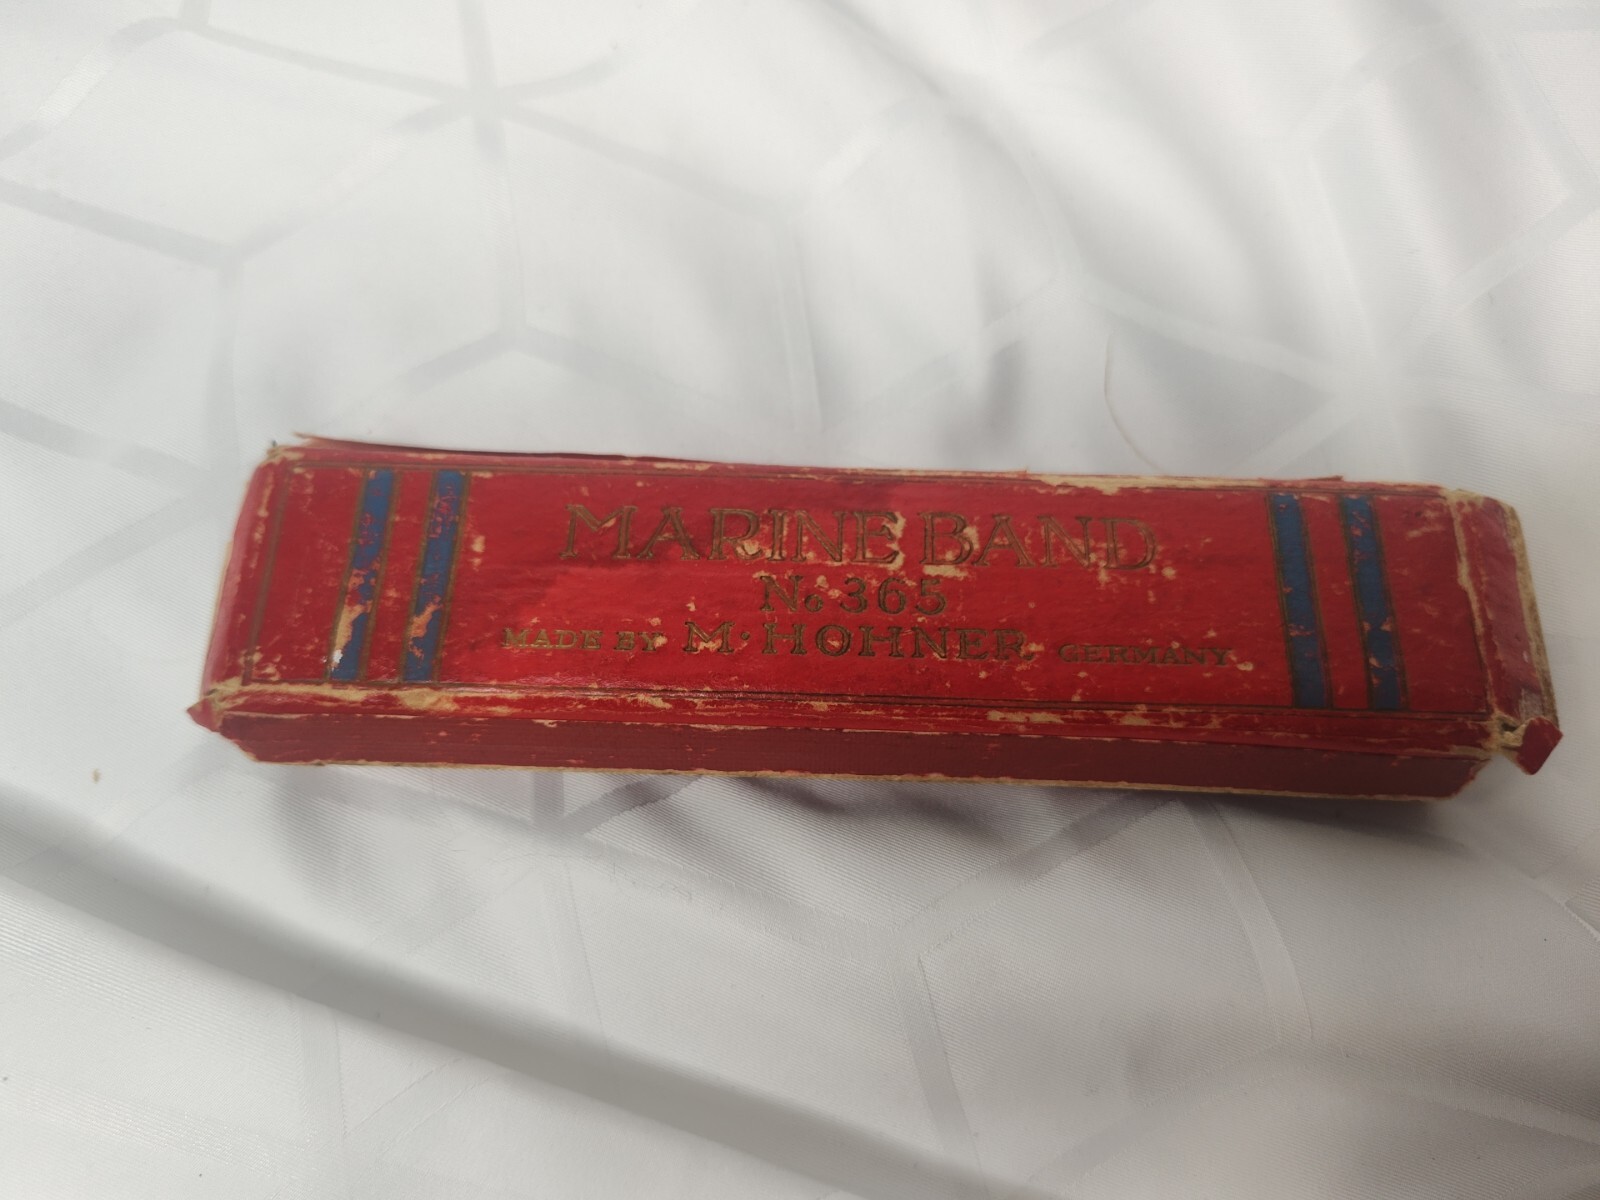 MARINE BAND
No 365
MADE BY M. HOHNER. GERMANY.